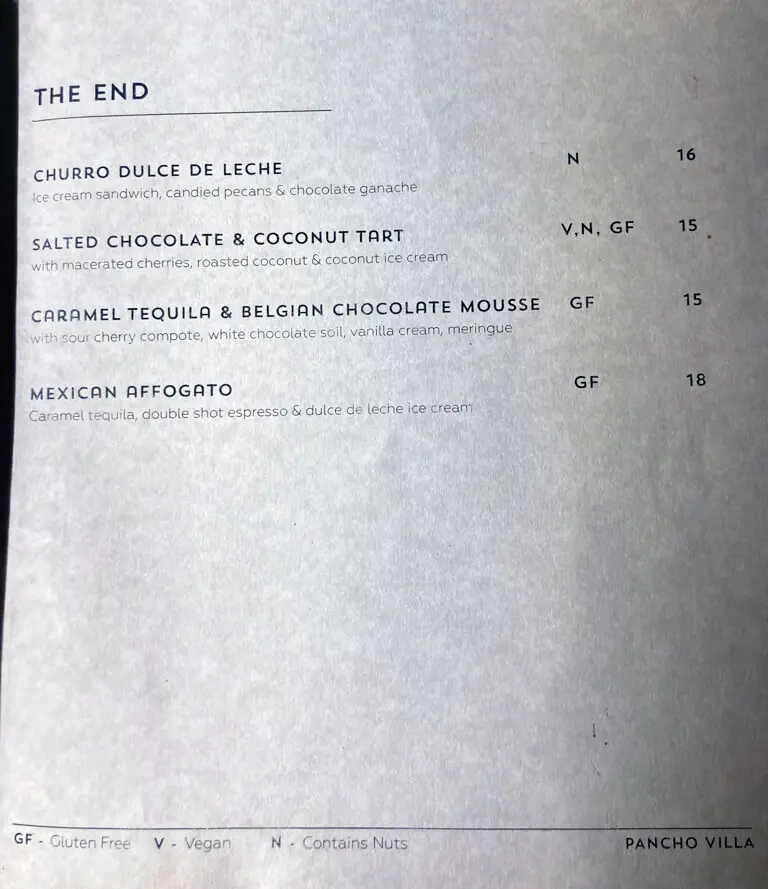 THE END
CHURRO DULCE DE LECHE N 16
Ice cream sandwich, candied pecans & chocolate ganache
SALTED CHOCOLATE & COCONUT TART V,N, GF 15
with macerated cherries, roasted coconut & coconut ice cream
CARAMEL TEQUILA & BELGIAN CHOCOLATE MOUSSE GF 15
with sour cherry compote, white chocolate soil, vanilla cream, meringue
MEXICAN AFFOGATO GF 18
Caramel tequila, double shot espresso & dulce de leche ice cream
GF - Gluten Free V - Vegan N - Contains Nuts PANCHO VILLA